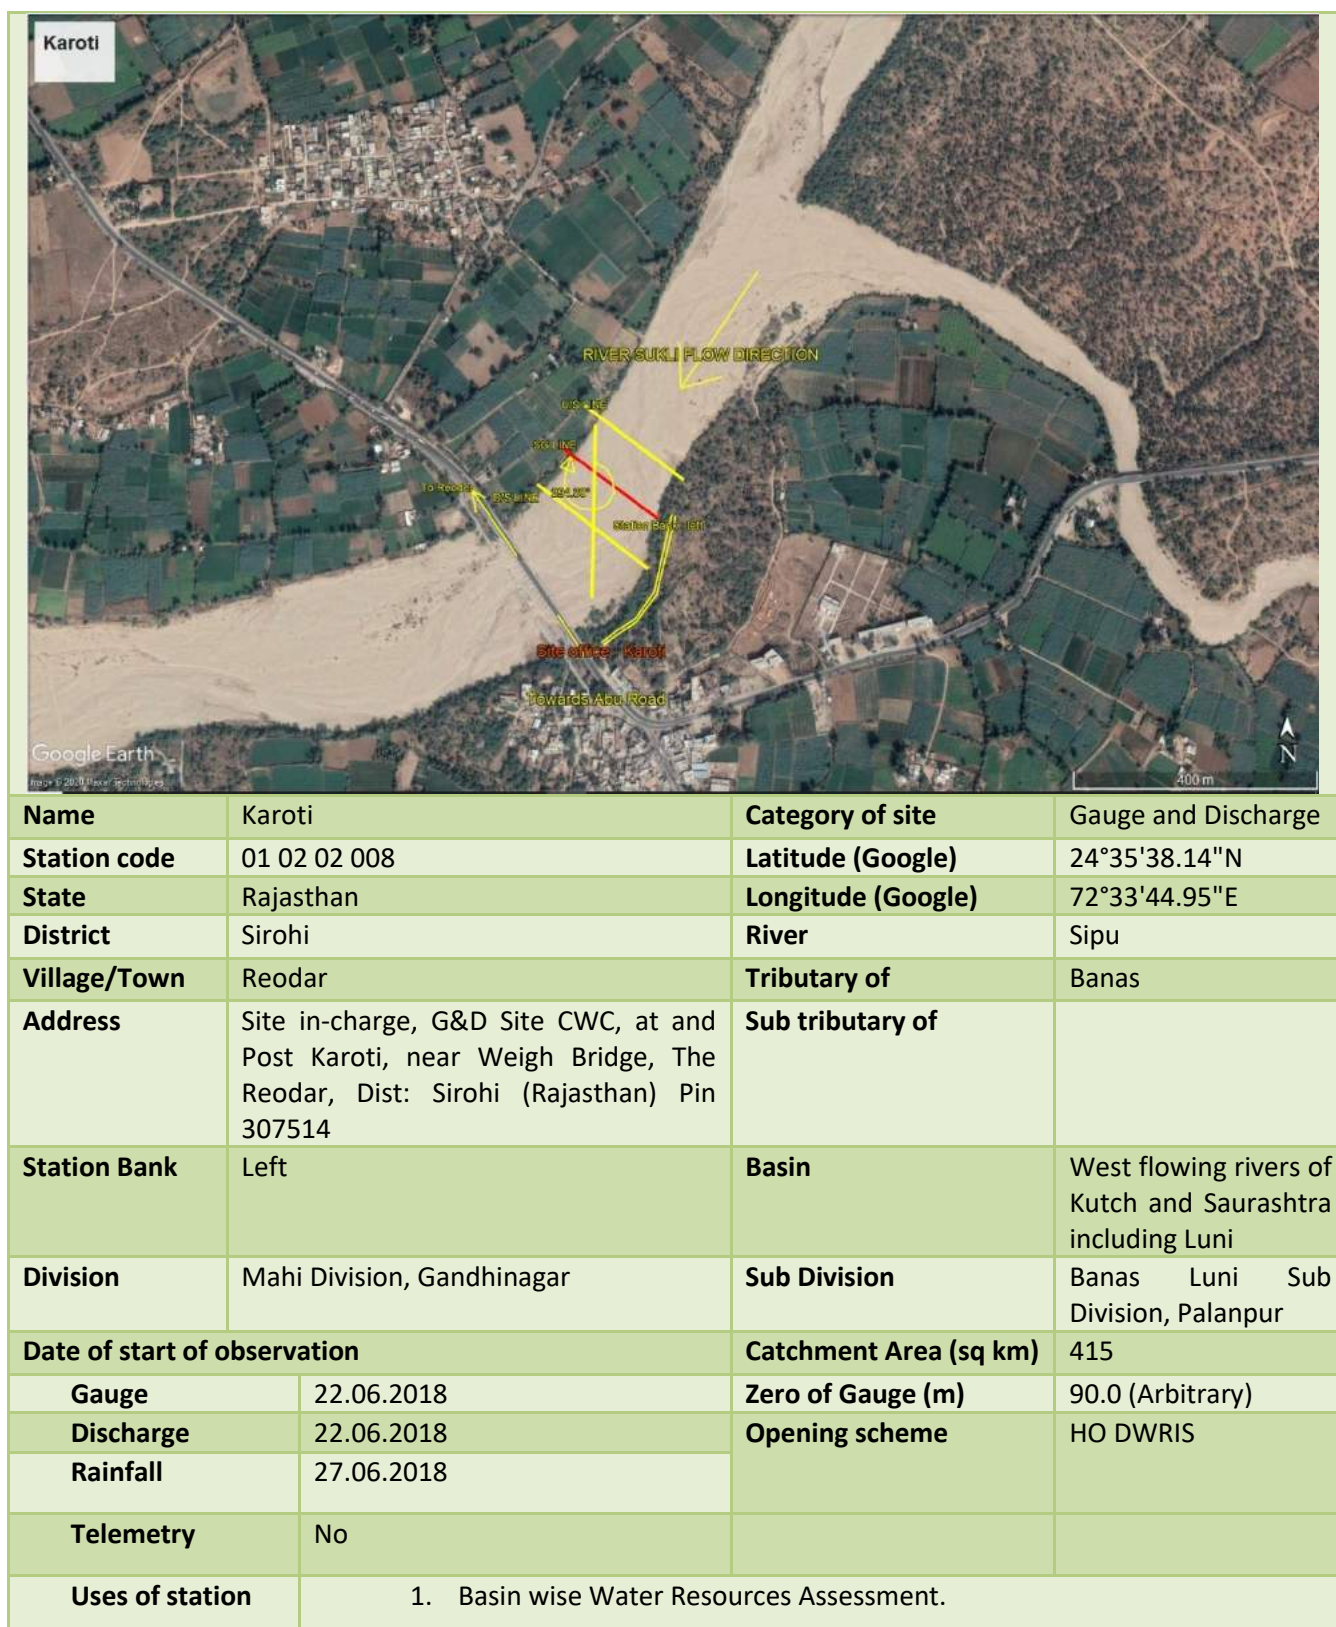 Karoti
RIVER SUKLI FLOW DIRECTION
U/S LINE
SG LINE
To Reodar
D/S LINE
Station Bank : left
Site office : Karoti
Towards Abu Road
Google Earth
Image © 2020 Maxar Technologies
N
400 m
Name Karoti Category of site Gauge and Discharge
Station code 01 02 02 008 Latitude (Google) 24°35'38.14"N
State Rajasthan Longitude (Google) 72°33'44.95"E
District Sirohi River Sipu
Village/Town Reodar Tributary of Banas
Address Site in-charge, G&D Site CWC, at and Sub tributary of
Post Karoti, near Weigh Bridge, The
Reodar, Dist: Sirohi (Rajasthan) Pin
307514
Station Bank Left Basin West flowing rivers of
Kutch and Saurashtra
including Luni
Division Mahi Division, Gandhinagar Sub Division Banas Luni Sub
Division, Palanpur
Date of start of observation Catchment Area (sq km) 415
Gauge 22.06.2018 Zero of Gauge (m) 90.0 (Arbitrary)
Discharge 22.06.2018 Opening scheme HO DWRIS
Rainfall 27.06.2018
Telemetry No
Uses of station 1. Basin wise Water Resources Assessment.